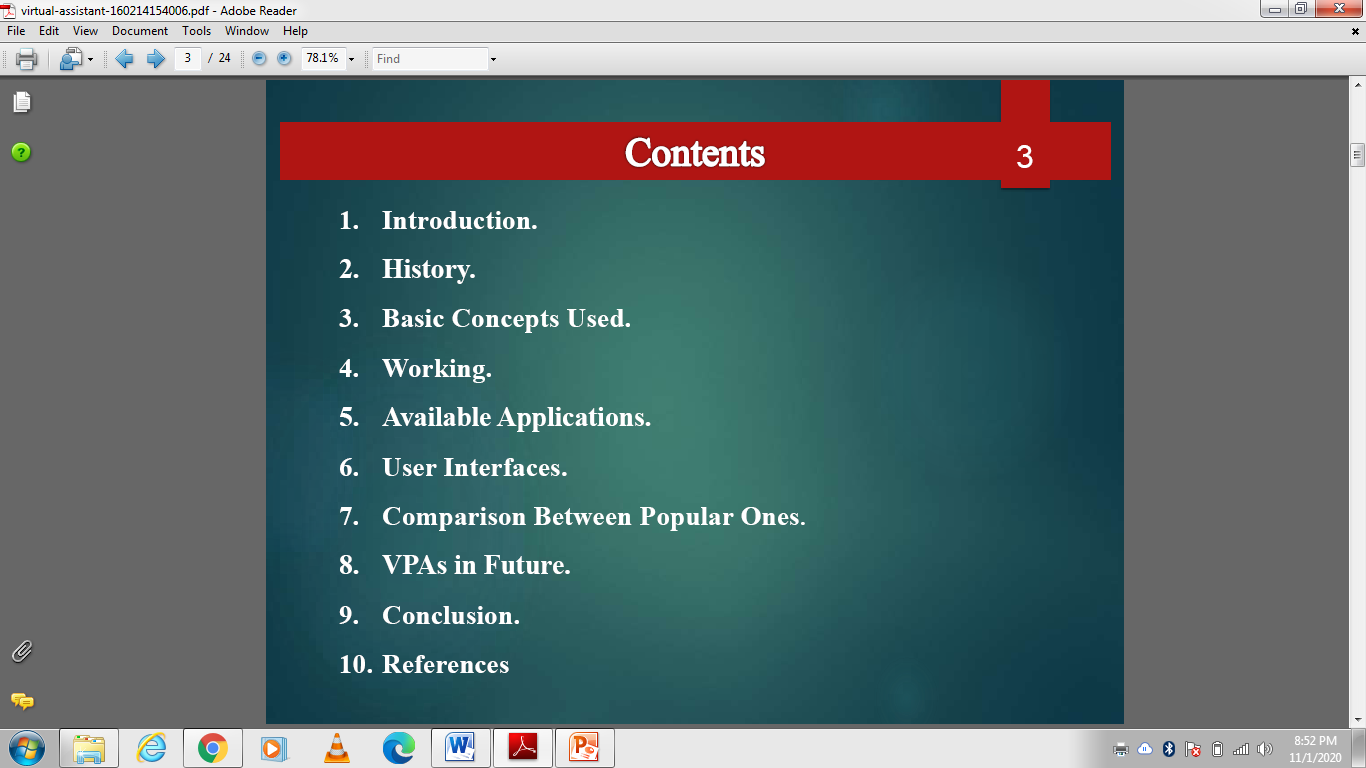 virtual-assistant-160214154006.pdf - Adobe Reader
File Edit View Document Tools Window Help
3 / 24 78.1% Find
Contents
3
1. Introduction.
2. History.
3. Basic Concepts Used.
4. Working.
5. Available Applications.
6. User Interfaces.
7. Comparison Between Popular Ones.
8. VPAs in Future.
9. Conclusion.
10. References
8:52 PM
11/1/2020